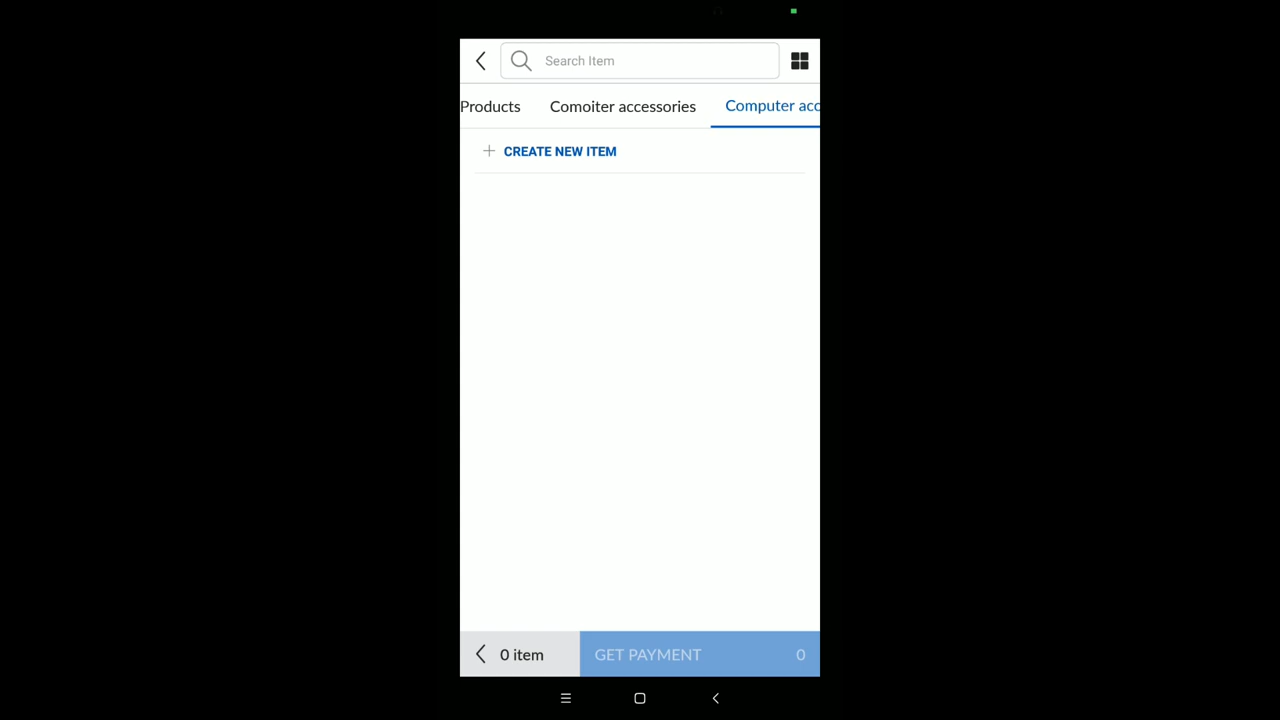 Search Item
Products Comoiter accessories Computer acc
CREATE NEW ITEM
0 item GET PAYMENT 0